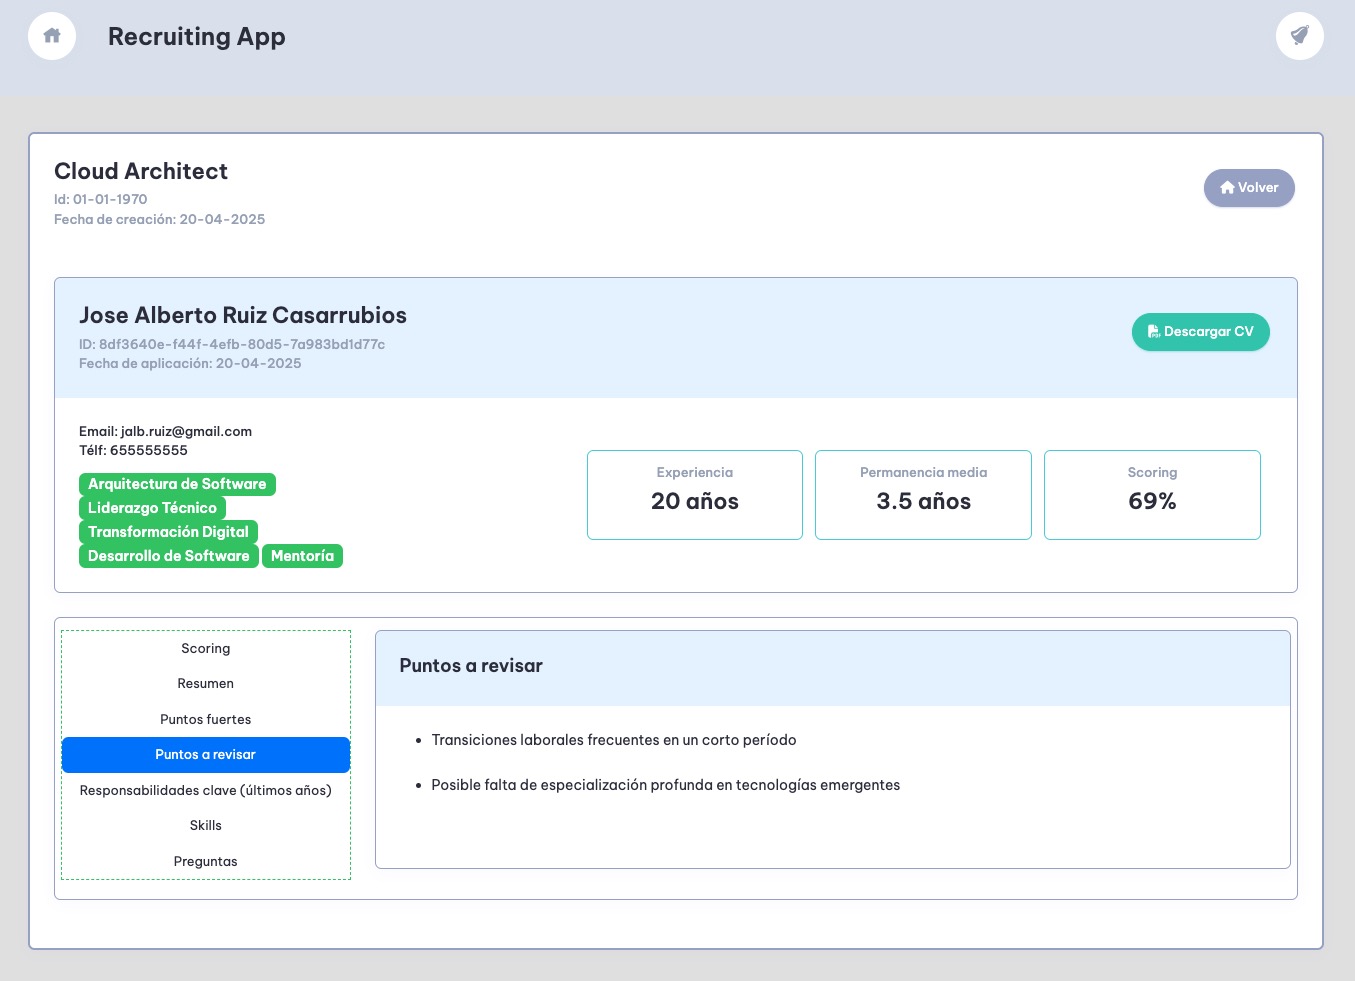 Recruiting App
Cloud Architect
Id: 01-01-1970
Fecha de creación: 20-04-2025
Volver
Jose Alberto Ruiz Casarrubios
ID: 8df3640e-f44f-4efb-80d5-7a983bd1d77c
Fecha de aplicación: 20-04-2025
Descargar CV
Email: jalb.ruiz@gmail.com
Télf: 655555555
Arquitectura de Software
Liderazgo Técnico
Transformación Digital
Desarrollo de Software
Mentoría
Experiencia
20 años
Permanencia media
3.5 años
Scoring
69%
Scoring
Resumen
Puntos fuertes
Puntos a revisar
Responsabilidades clave (últimos años)
Skills
Preguntas
Puntos a revisar
Transiciones laborales frecuentes en un corto período
Posible falta de especialización profunda en tecnologías emergentes